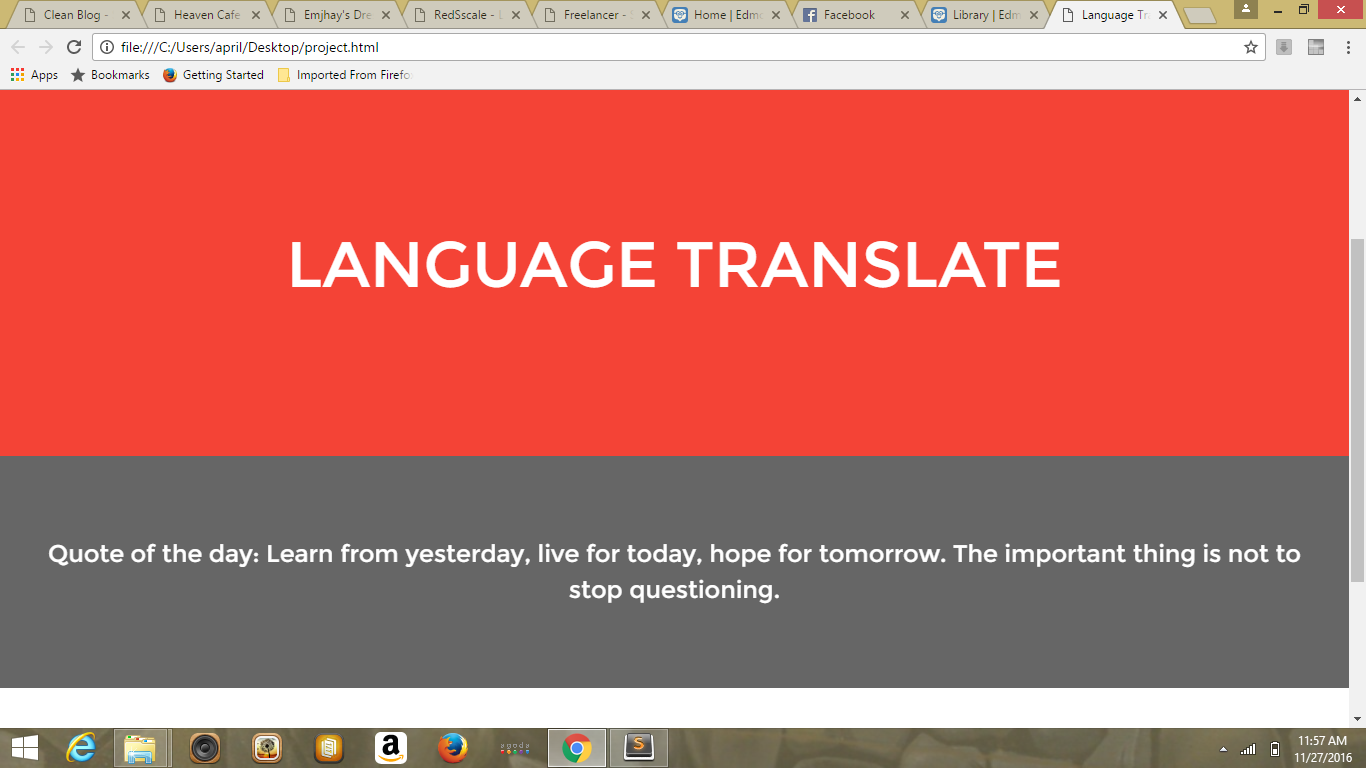 Clean Blog -
Heaven Cafe
Emjhay's Dre
RedSscale - L
Freelancer -
Home | Edmo
Facebook
Library | Edm
Language Tra
file:///C:/Users/april/Desktop/project.html
Apps
Bookmarks
Getting Started
Imported From Firefo
LANGUAGE TRANSLATE
Quote of the day: Learn from yesterday, live for today, hope for tomorrow. The important thing is not to
stop questioning.
agoda
11:57 AM
11/27/2016